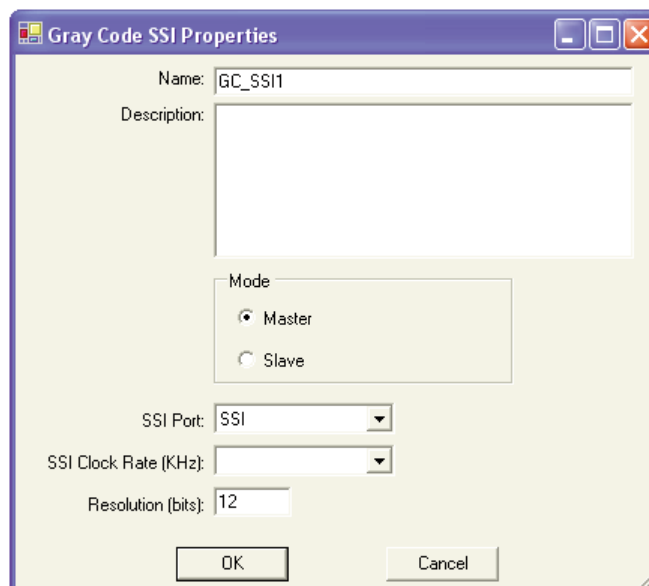 Gray Code SSI Properties
Name: GC_SSI1
Description:
Mode
Master
Slave
SSI Port: SSI
SSI Clock Rate (KHz):
Resolution (bits): 12
OK Cancel